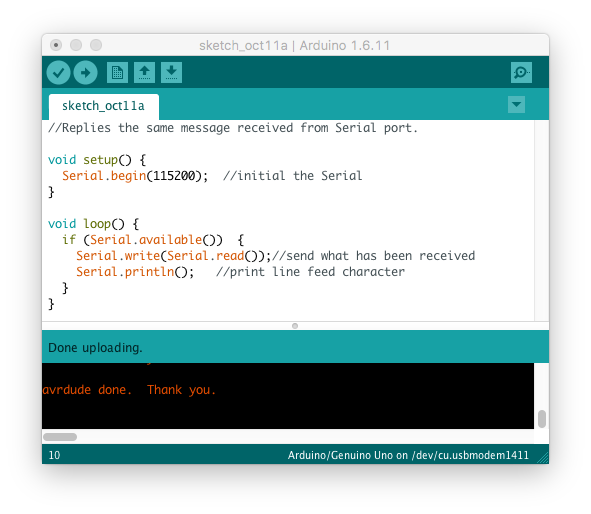 sketch_oct11a | Arduino 1.6.11
sketch_oct11a
//Replies the same message received from Serial port.
void setup() {
  Serial.begin(115200);  //initial the Serial
}
void loop() {
  if (Serial.available())  {
    Serial.write(Serial.read());//send what has been received
    Serial.println();   //print line feed character
  }
}
Done uploading.
avrdude done.  Thank you.
10
Arduino/Genuino Uno on /dev/cu.usbmodem1411